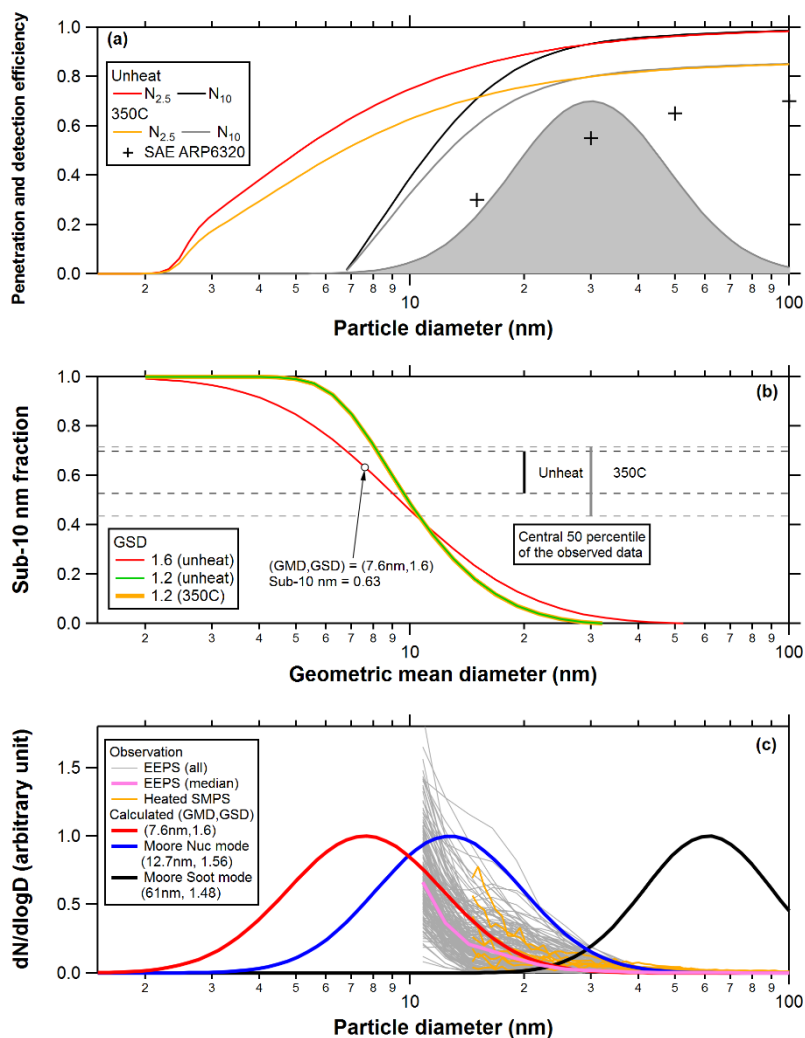 (a)
Penetration and detection efficiency
1.0
0.8
0.6
0.4
0.2
0.0
Unheat
N2.5 N10
350C
N2.5 N10
+ SAE ARP6320
2 3 4 5 6 7 8 9 10 2 3 4 5 6 7 8 9 100
Particle diameter (nm)
(b)
Sub-10 nm fraction
1.0
0.8
0.6
0.4
0.2
0.0
Unheat 350C
Central 50 percentile
of the observed data
(GMD,GSD) = (7.6nm,1.6)
Sub-10 nm = 0.63
GSD
1.6 (unheat)
1.2 (unheat)
1.2 (350C)
2 3 4 5 6 7 8 9 10 2 3 4 5 6 7 8 9 100
Geometric mean diameter (nm)
(c)
dN/dlogD (arbitrary unit)
1.5
1.0
0.5
0.0
Observation
EEPS (all)
EEPS (median)
Heated SMPS
Calculated (GMD,GSD)
(7.6nm,1.6)
Moore Nuc mode
(12.7nm, 1.56)
Moore Soot mode
(61nm, 1.48)
2 3 4 5 6 7 8 9 10 2 3 4 5 6 7 8 9 100
Particle diameter (nm)